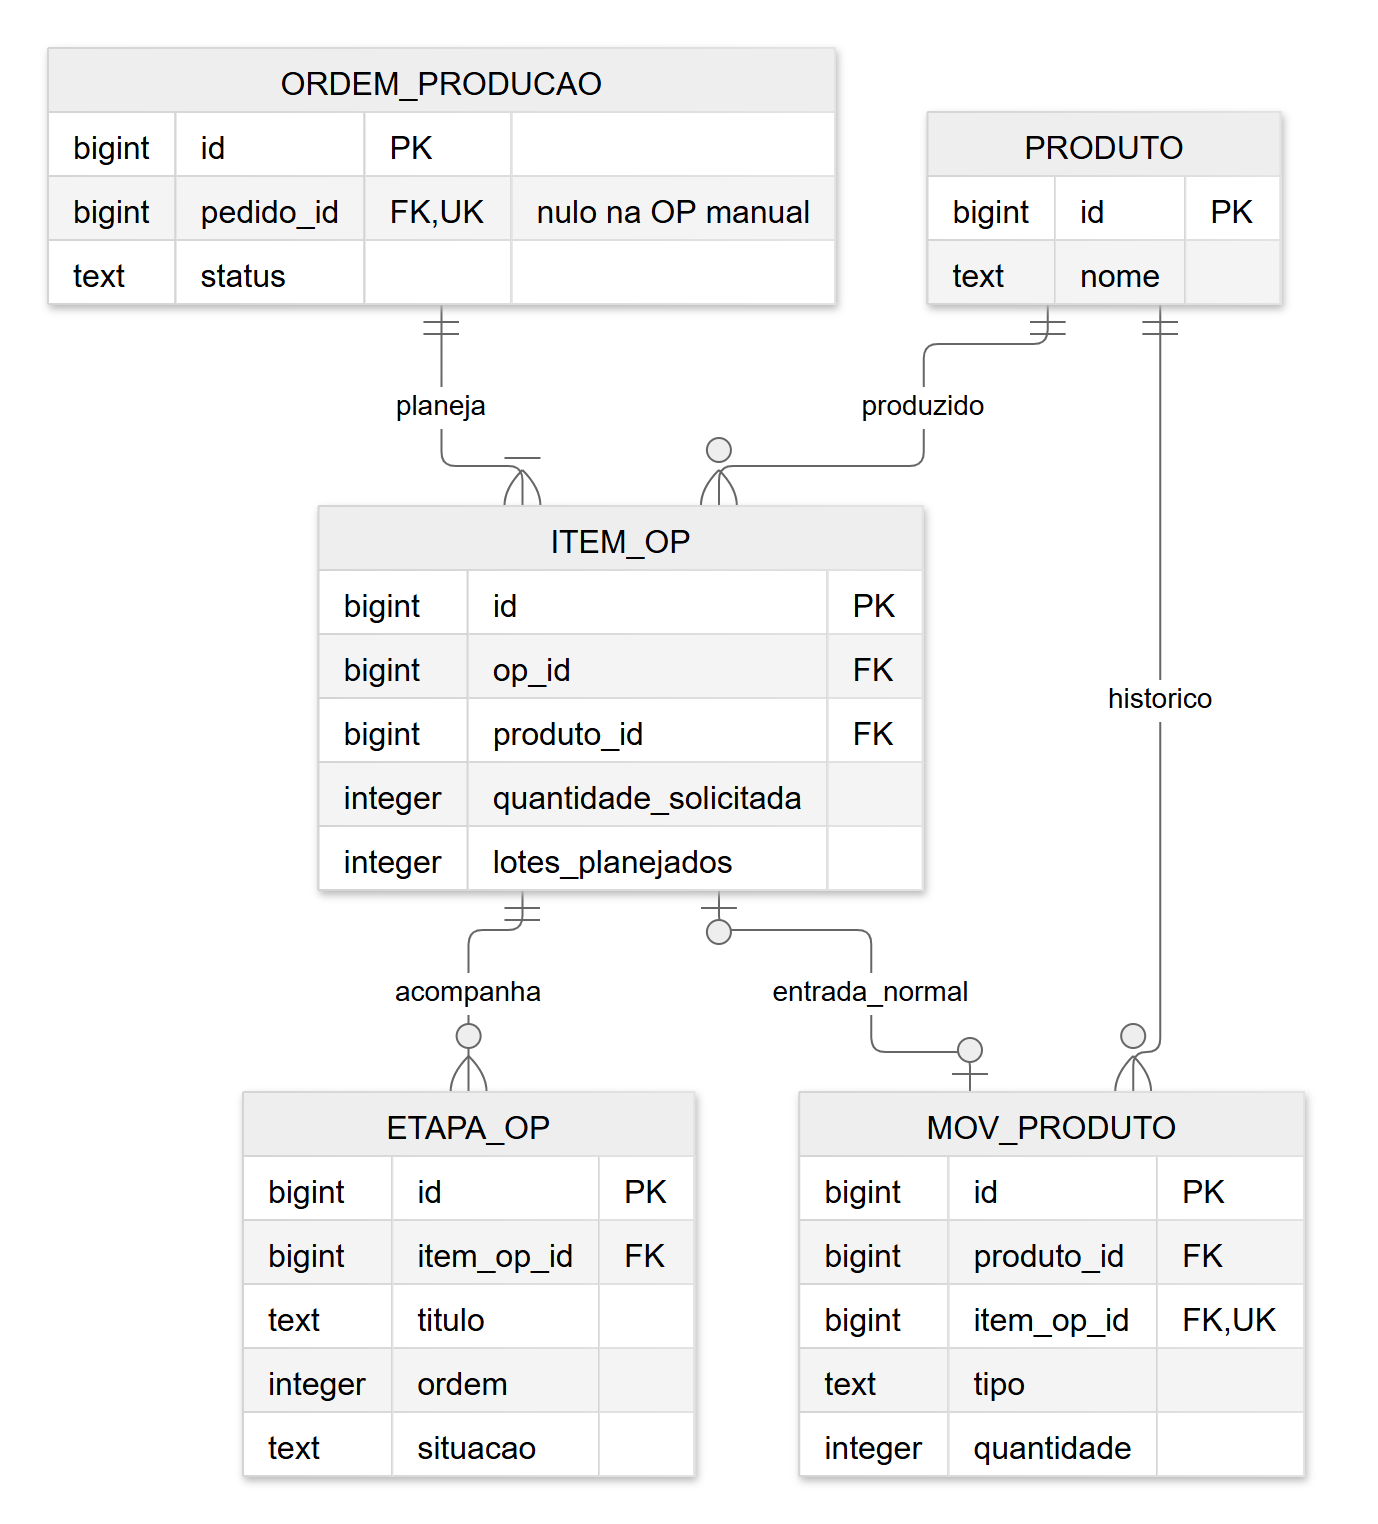 ORDEM_PRODUCAO
bigint id PK
bigint pedido_id FK,UK nulo na OP manual
text status
PRODUTO
bigint id PK
text nome
planeja
produzido
historico
ITEM_OP
bigint id PK
bigint op_id FK
bigint produto_id FK
integer quantidade_solicitada
integer lotes_planejados
acompanha
entrada_normal
ETAPA_OP
bigint id PK
bigint item_op_id FK
text titulo
integer ordem
text situacao
MOV_PRODUTO
bigint id PK
bigint produto_id FK
bigint item_op_id FK,UK
text tipo
integer quantidade